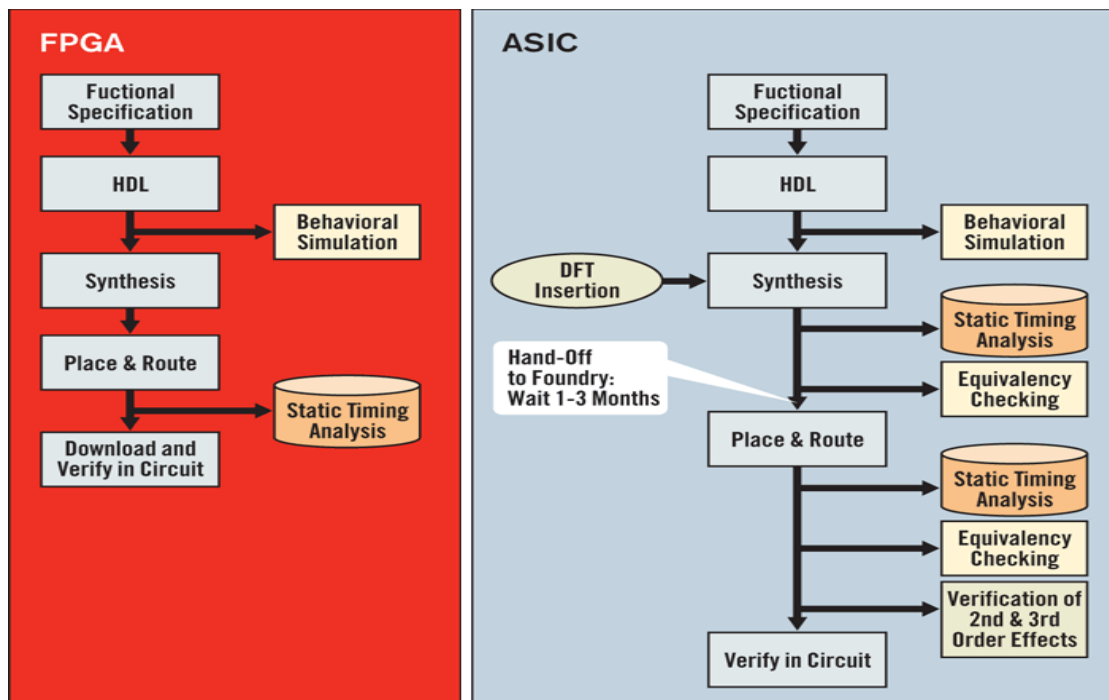 FPGA
Fuctional
Specification
HDL
Behavioral
Simulation
Synthesis
Place & Route
Static Timing
Analysis
Download and
Verify in Circuit
ASIC
Fuctional
Specification
HDL
Behavioral
Simulation
DFT
Insertion
Synthesis
Static Timing
Analysis
Hand-Off
to Foundry:
Wait 1-3 Months
Equivalency
Checking
Place & Route
Static Timing
Analysis
Equivalency
Checking
Verification of
2nd & 3rd
Order Effects
Verify in Circuit